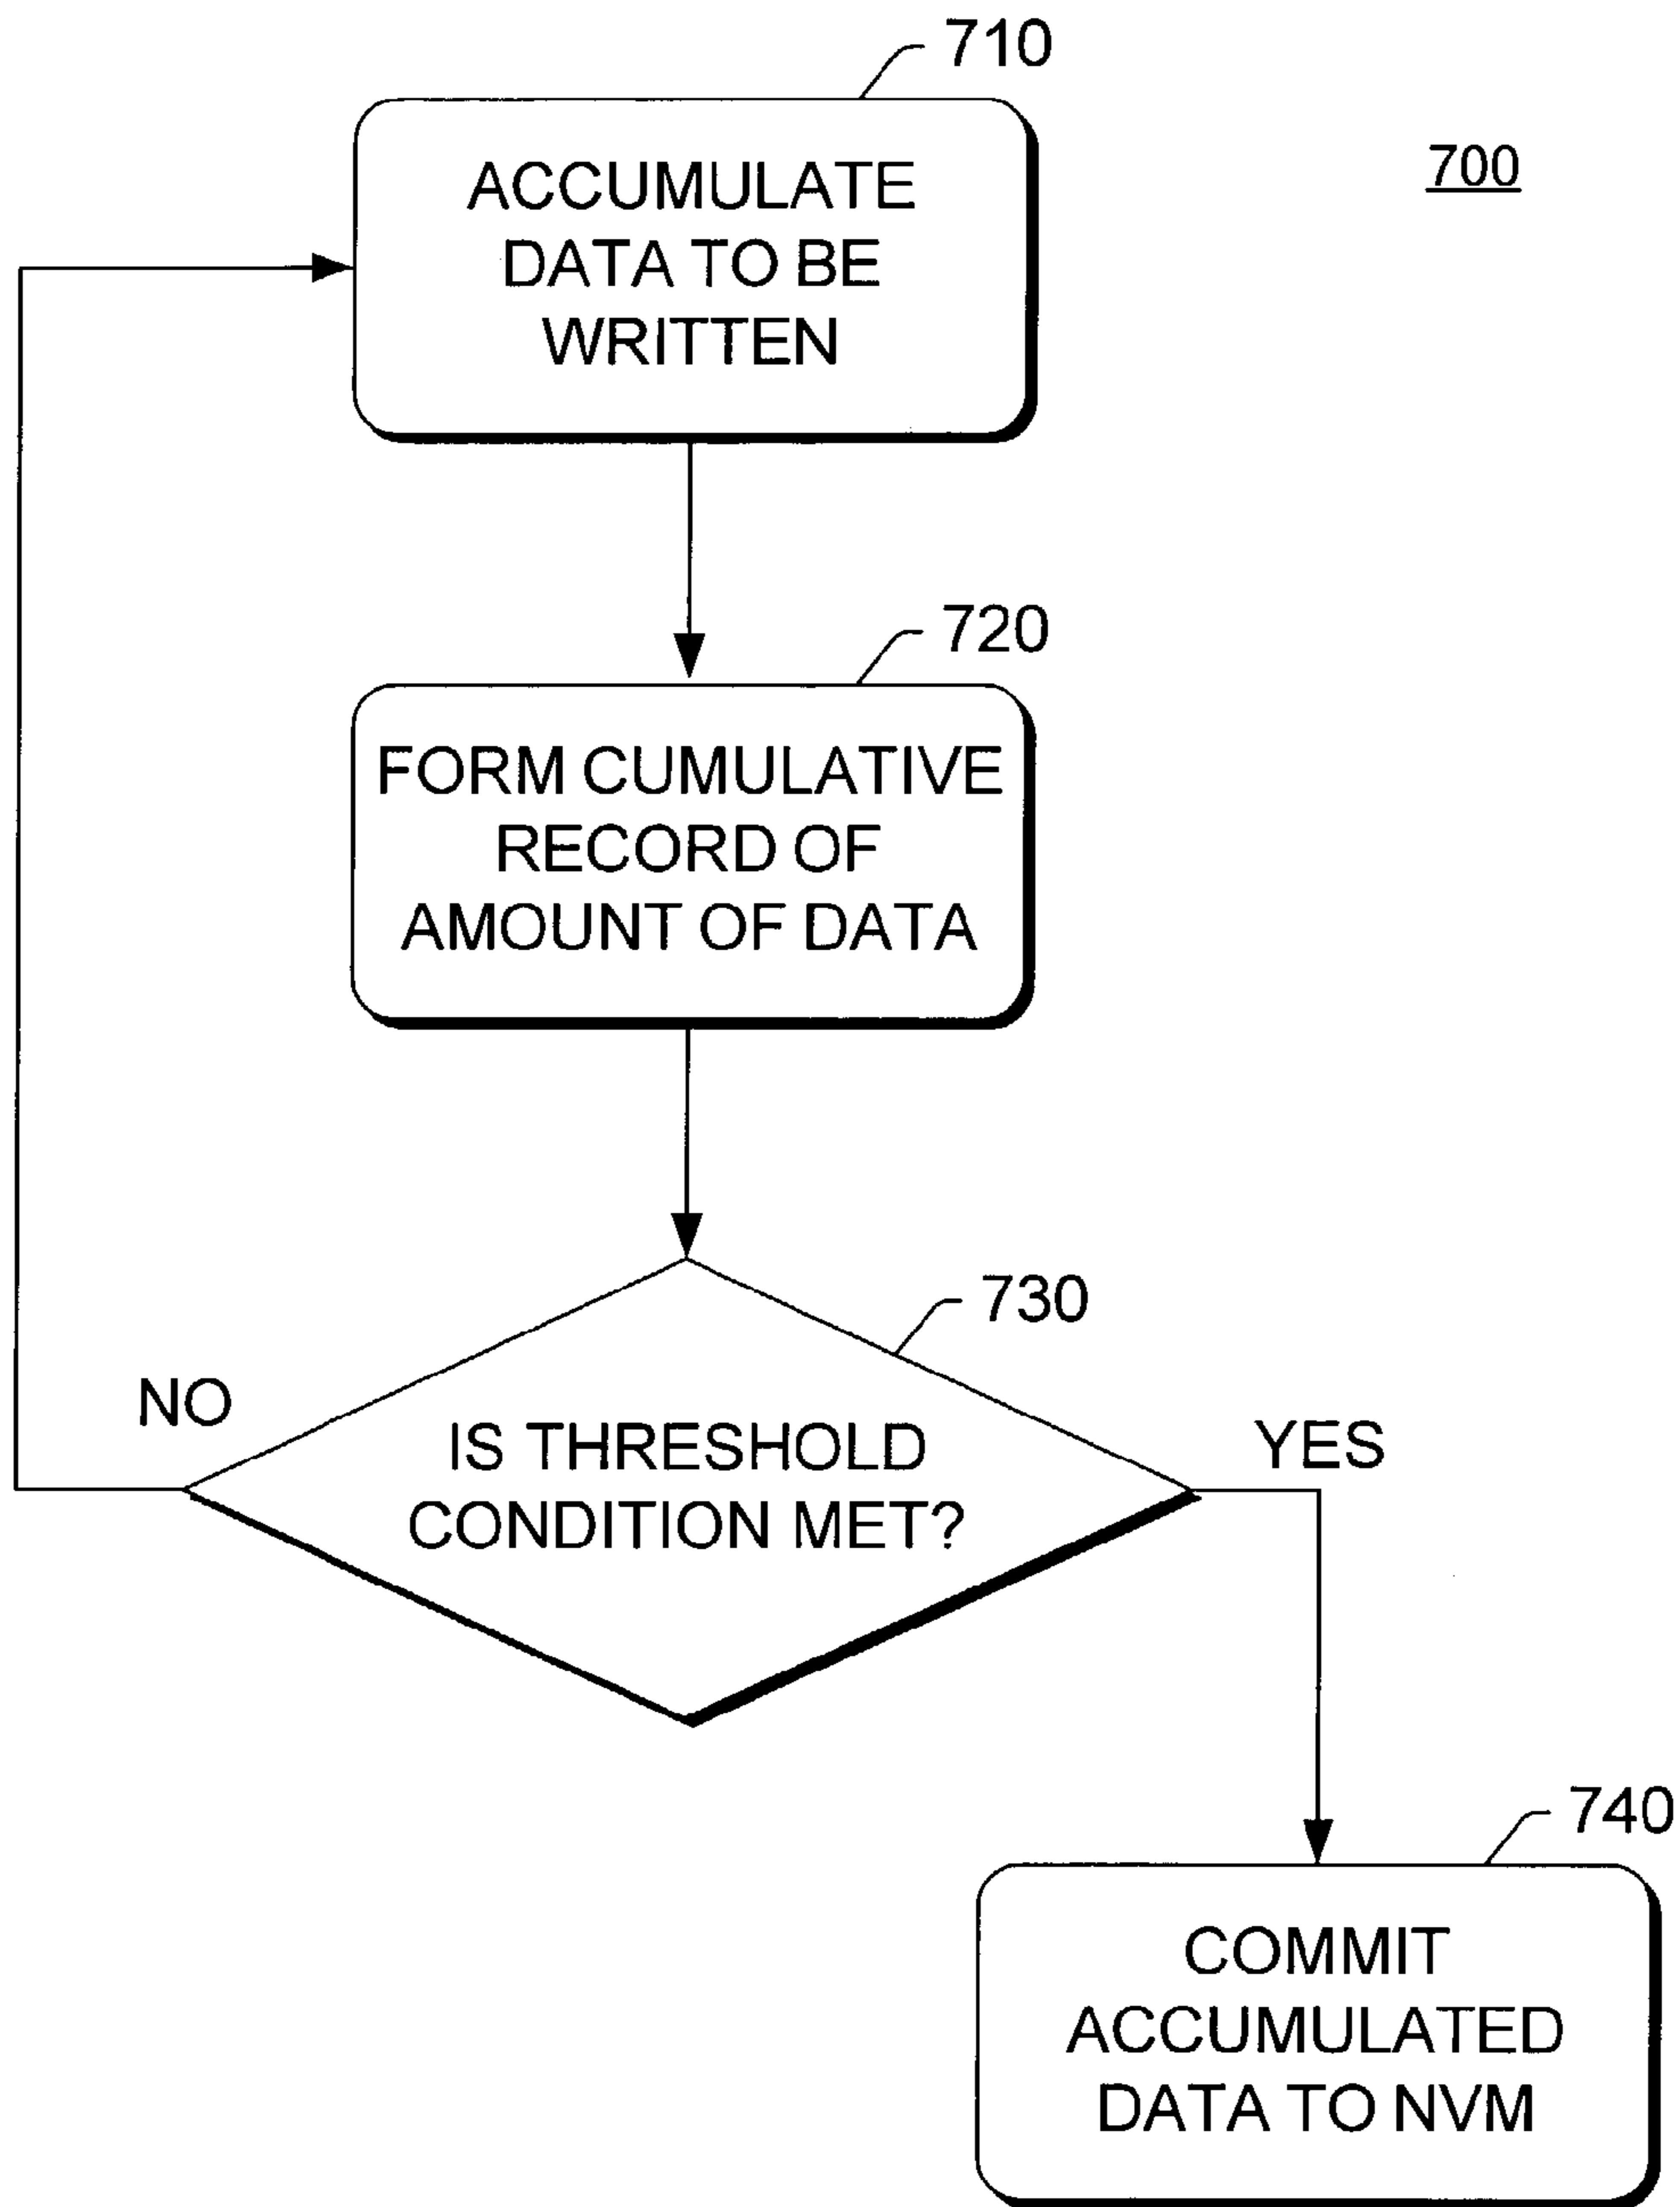 710
700
ACCUMULATE
DATA TO BE
WRITTEN
720
FORM CUMULATIVE
RECORD OF
AMOUNT OF DATA
730
NO
IS THRESHOLD
CONDITION MET?
YES
740
COMMIT
ACCUMULATED
DATA TO NVM